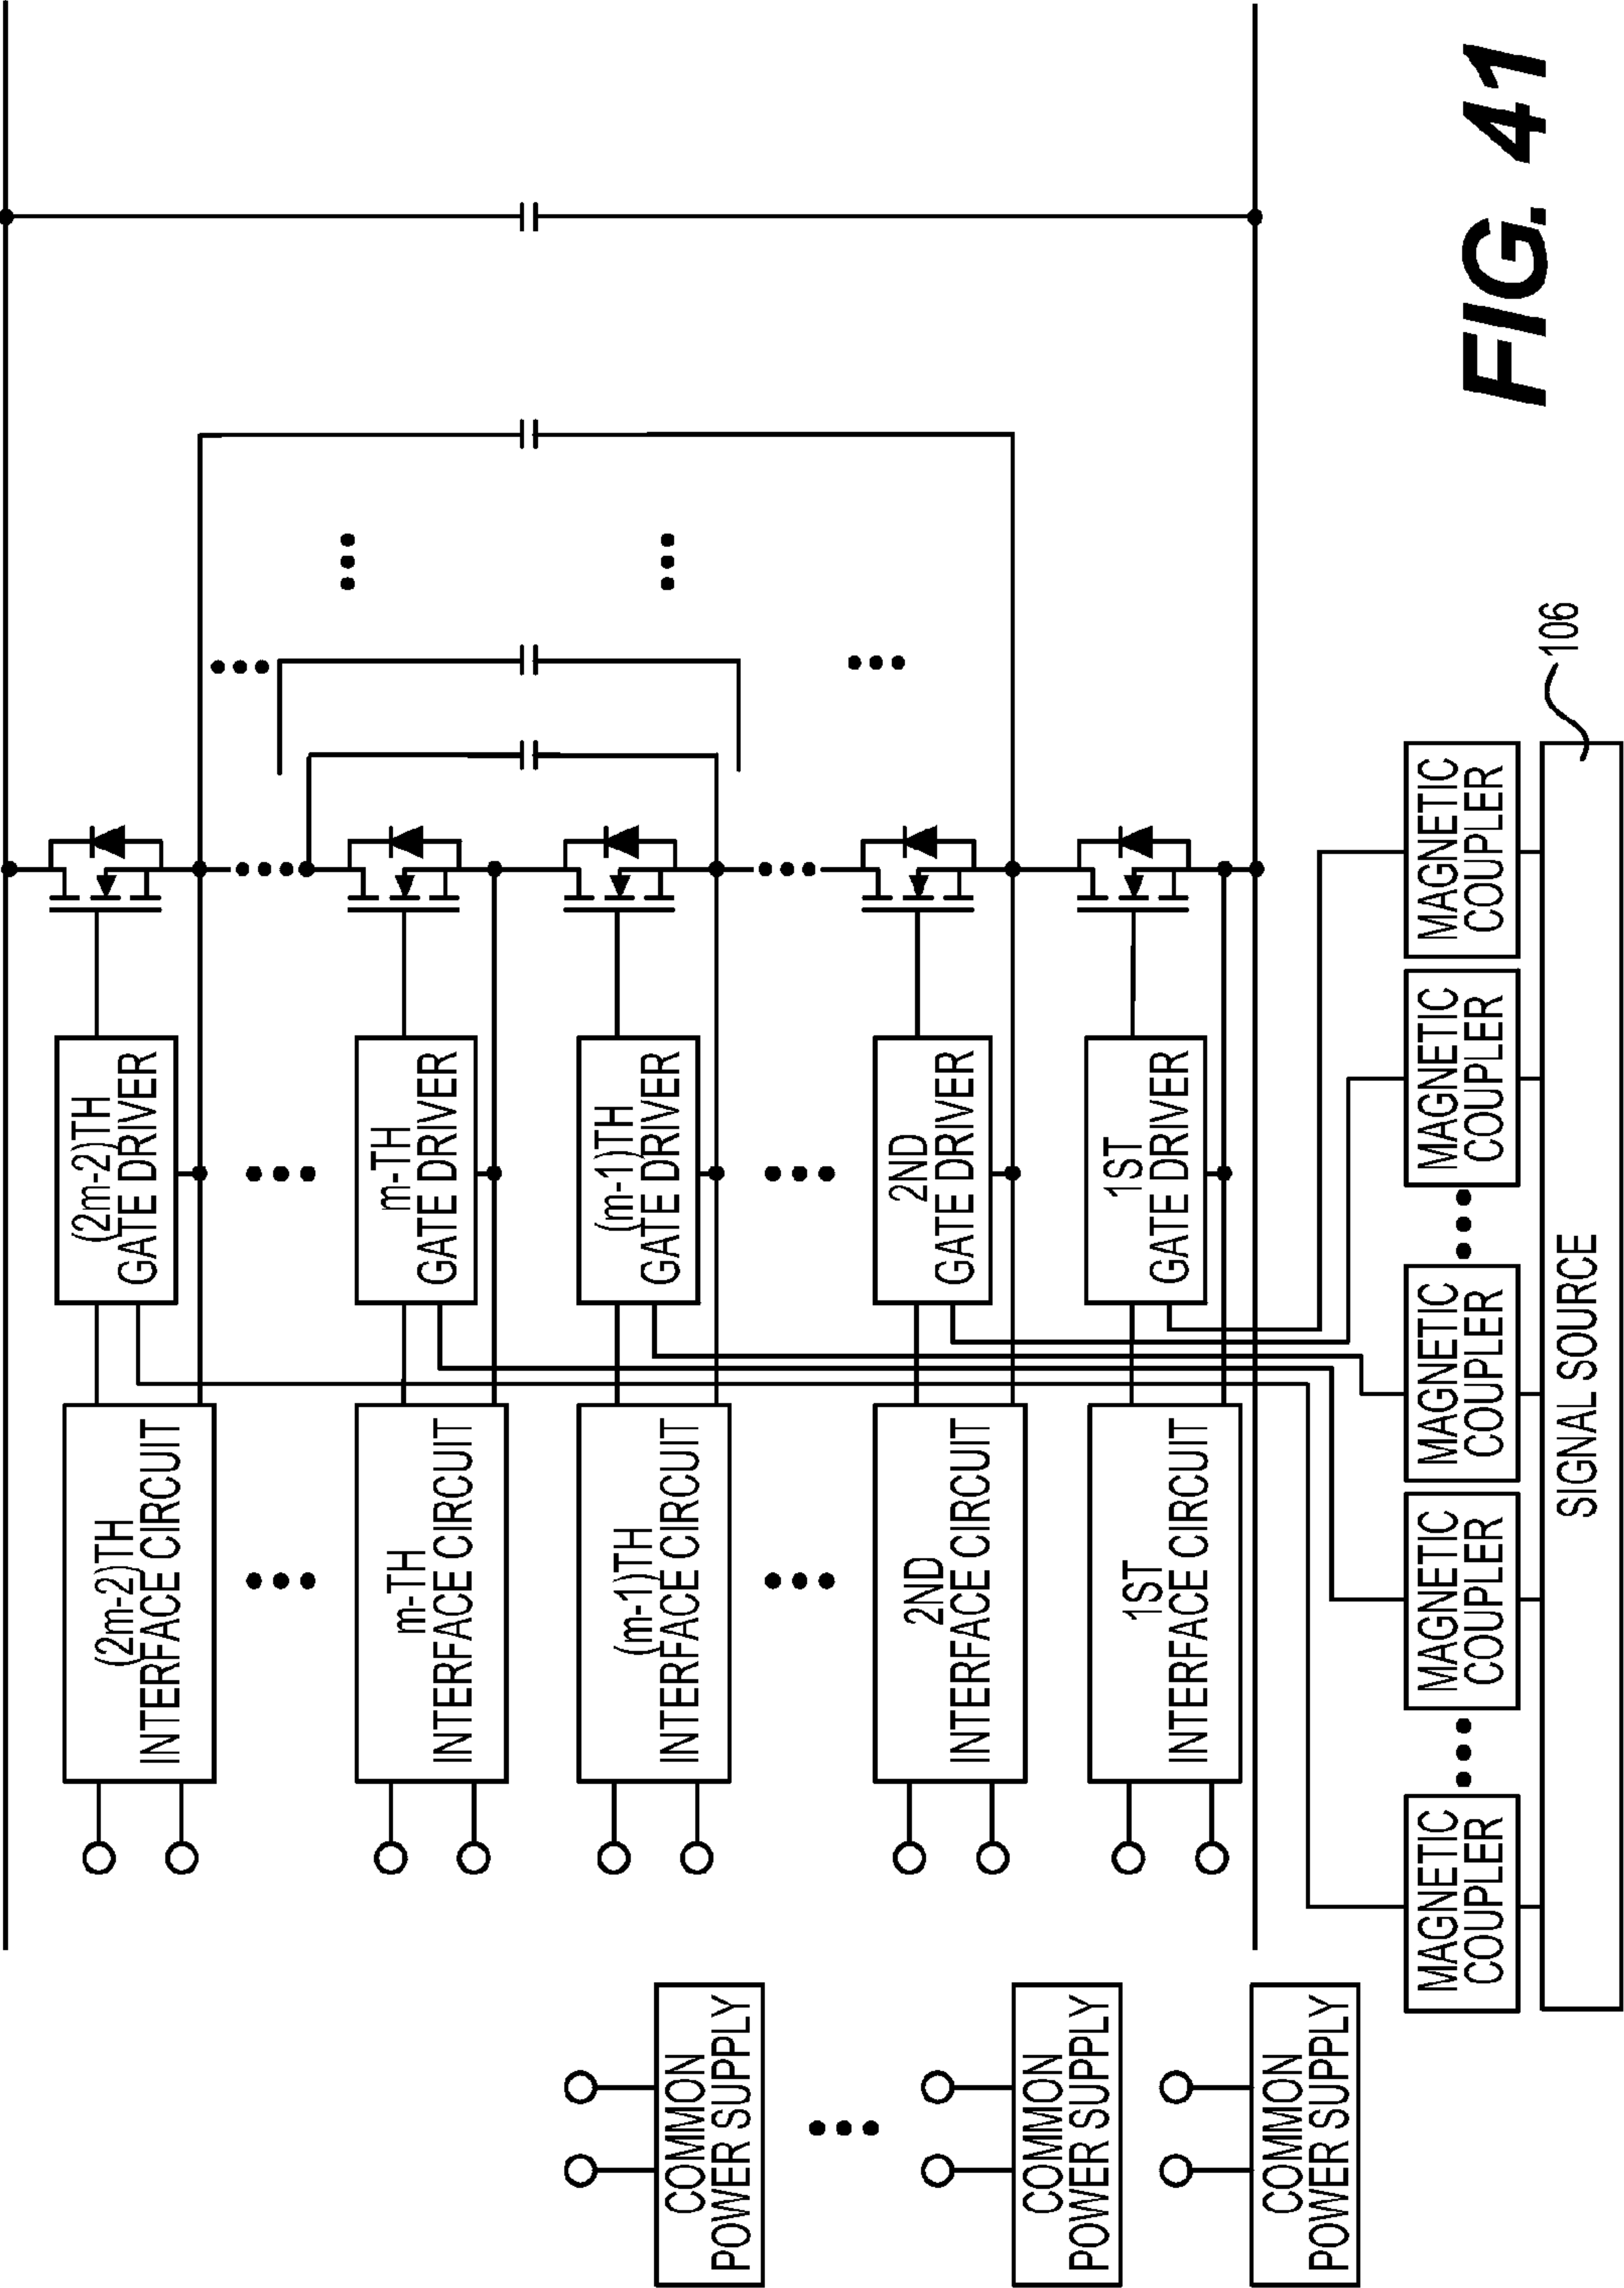 (2m-2)TH
INTERFACE CIRCUIT
(2m-2)TH
GATE DRIVER
m-TH
INTERFACE CIRCUIT
m-TH
GATE DRIVER
(m-1)TH
INTERFACE CIRCUIT
(m-1)TH
GATE DRIVER
2ND
INTERFACE CIRCUIT
2ND
GATE DRIVER
1ST
INTERFACE CIRCUIT
1ST
GATE DRIVER
COMMON
POWER SUPPLY
COMMON
POWER SUPPLY
COMMON
POWER SUPPLY
MAGNETIC
COUPLER
MAGNETIC
COUPLER
MAGNETIC
COUPLER
MAGNETIC
COUPLER
MAGNETIC
COUPLER
SIGNAL SOURCE
106
FIG. 41